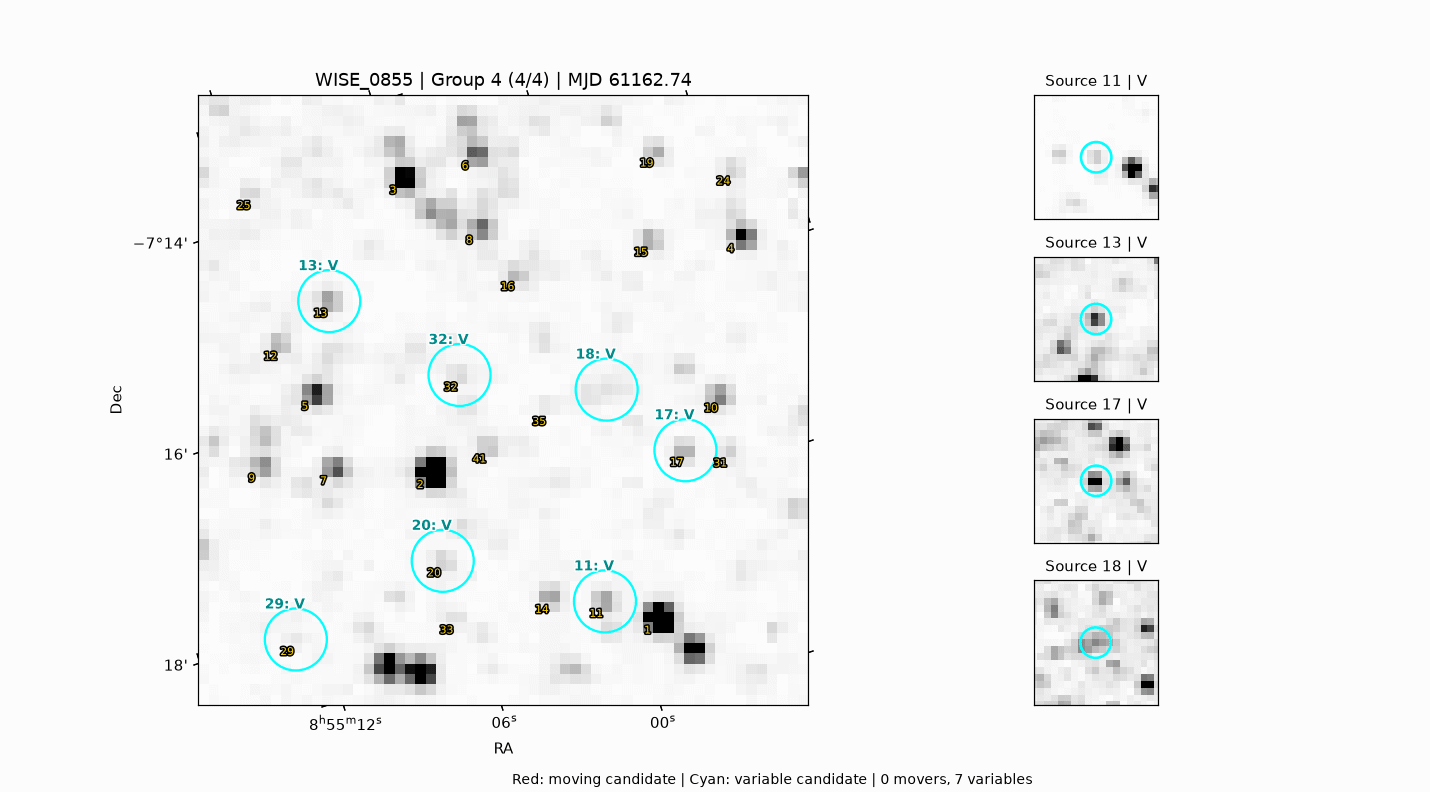 WISE_0855 | Group 4 (4/4) | MJD 61162.74
Source 11 | V
6
19
24
3
25
8
15
4
−7°14'
Source 13 | V
13: V
16
13
32: V
18: V
12
32
Dec
5
10
Source 17 | V
17: V
35
16'
41
17
31
9
7
2
20: V
11: V
20
Source 18 | V
29: V
14
11
33
1
29
18'
8ʰ55ᵐ12ˢ
06ˢ
00ˢ
RA
Red: moving candidate | Cyan: variable candidate | 0 movers, 7 variables